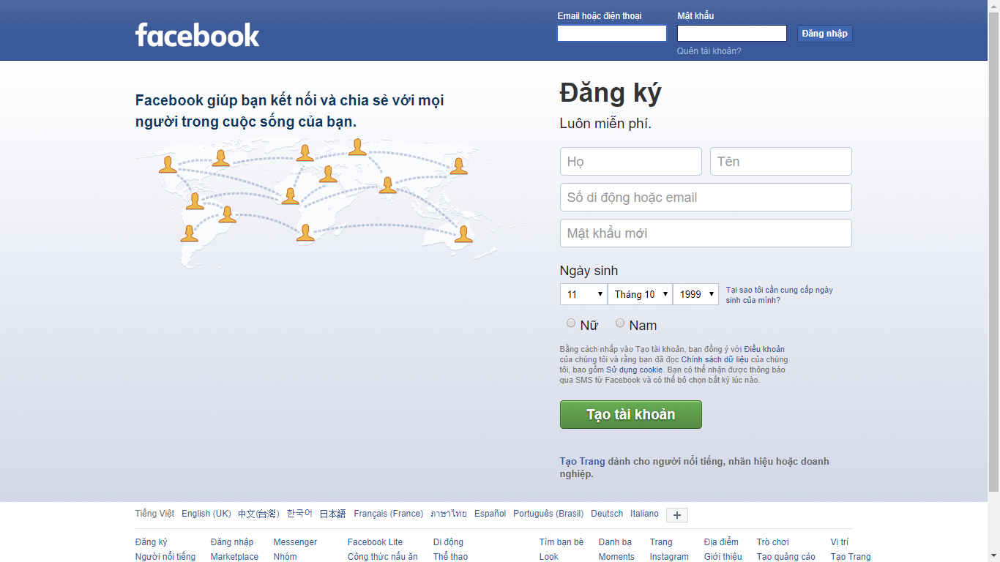 facebook
Email hoặc điện thoại
Mật khẩu
Đăng nhập
Quên tài khoản?
Facebook giúp bạn kết nối và chia sẻ với mọi
người trong cuộc sống của bạn.
Đăng ký
Luôn miễn phí.
Họ Tên
Số di động hoặc email
Mật khẩu mới
Ngày sinh
11 Tháng 10 1999
Tại sao tôi cần cung cấp ngày
sinh của mình?
Nữ Nam
Bằng cách nhấp vào Tạo tài khoản, bạn đồng ý với Điều khoản
của chúng tôi và rằng bạn đã đọc Chính sách dữ liệu của chúng
tôi, bao gồm Sử dụng cookie. Bạn có thể nhận được thông báo
qua SMS từ Facebook và có thể bỏ chọn bất kỳ lúc nào.
Tạo tài khoản
Tạo Trang dành cho người nổi tiếng, nhãn hiệu hoặc doanh
nghiệp.
Tiếng Việt English (UK) 中文(台灣) 한국어 日本語 Français (France) ภาษาไทย Español Português (Brasil) Deutsch Italiano +
Đăng ký Đăng nhập Messenger Facebook Lite Di động Tìm bạn bè Danh bạ Trang Địa điểm Trò chơi Vị trí
Người nổi tiếng Marketplace Nhóm Công thức nấu ăn Thể thao Look Moments Instagram Giới thiệu Tạo quảng cáo Tạo Trang